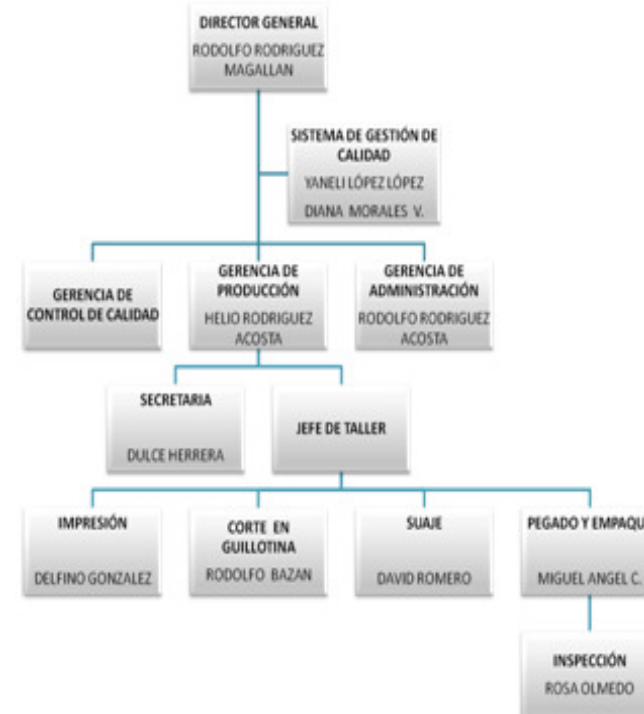 DIRECTOR GENERAL
RODOLFO RODRIGUEZ
MAGALLAN
SISTEMA DE GESTIÓN DE
CALIDAD
YANELI LÓPEZ LÓPEZ
DIANA MORALES V.
GERENCIA DE
CONTROL DE CALIDAD
GERENCIA DE
PRODUCCIÓN
HELIO RODRIGUEZ
ACOSTA
GERENCIA DE
ADMINISTRACIÓN
RODOLFO RODRIGUEZ
ACOSTA
SECRETARIA
DULCE HERRERA
JEFE DE TALLER
IMPRESIÓN
DELFINO GONZALEZ
CORTE EN
GUILLOTINA
RODOLFO BAZAN
SUAJE
DAVID ROMERO
PEGADO Y EMPAQU
MIGUEL ANGEL C.
INSPECCIÓN
ROSA OLMEDO